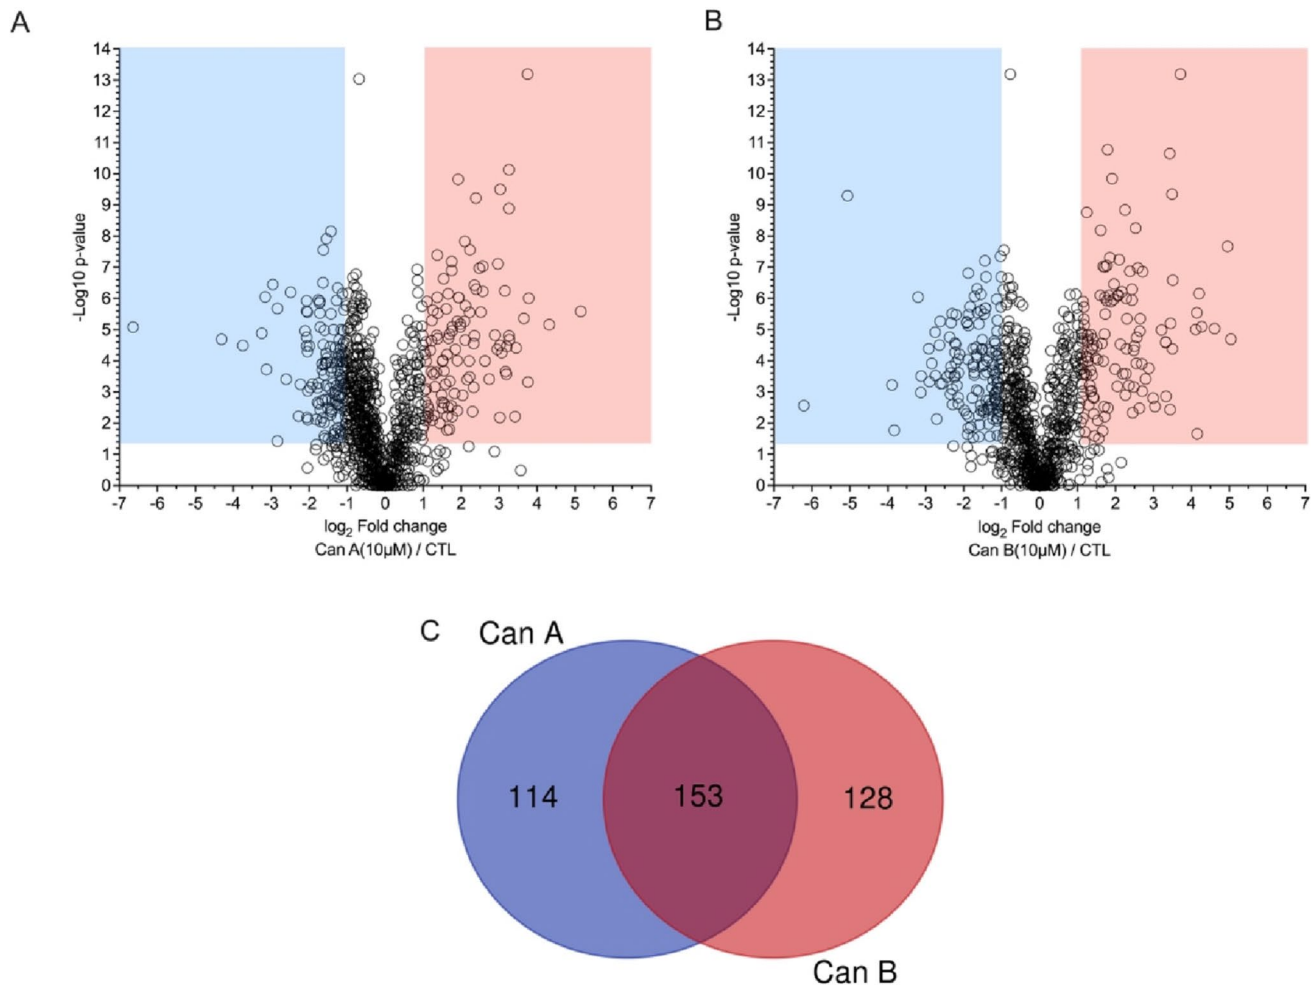 A
B
14
13
12
11
10
9
8
7
6
5
4
3
2
1
0
-Log10 p-value
-7 -6 -5 -4 -3 -2 -1 0 1 2 3 4 5 6 7
log2 Fold change
Can A(10µM) / CTL
14
13
12
11
10
9
8
7
6
5
4
3
2
1
0
-Log10 p-value
-7 -6 -5 -4 -3 -2 -1 0 1 2 3 4 5 6 7
log2 Fold change
Can B(10µM) / CTL
C
Can A
114 153 128
Can B